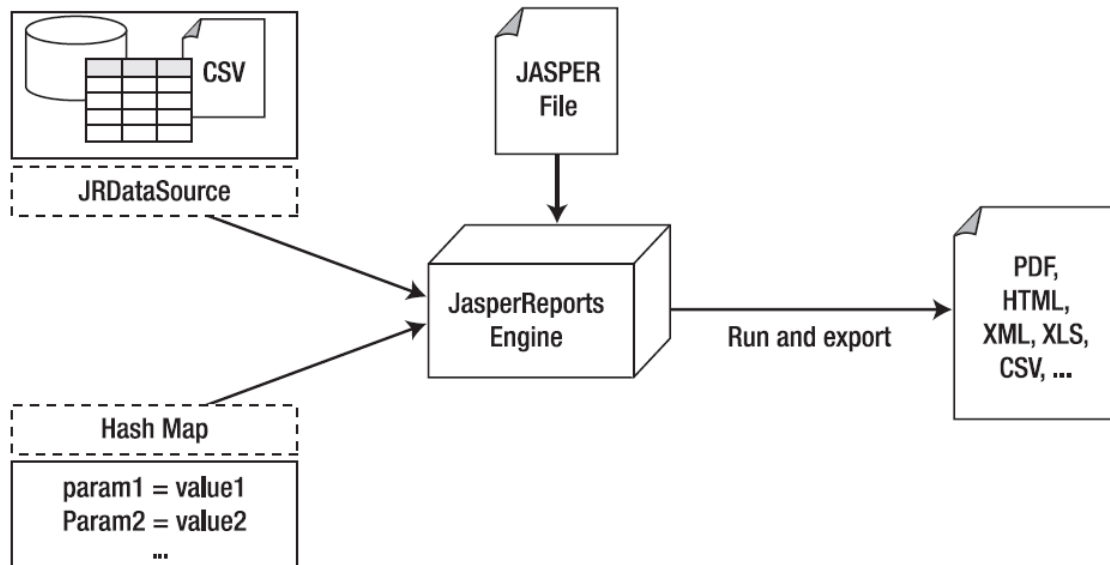 CSV
JRDataSource
JASPER
File
JasperReports
Engine
Run and export
PDF,
HTML,
XML, XLS,
CSV, ...
Hash Map
param1 = value1
Param2 = value2
...